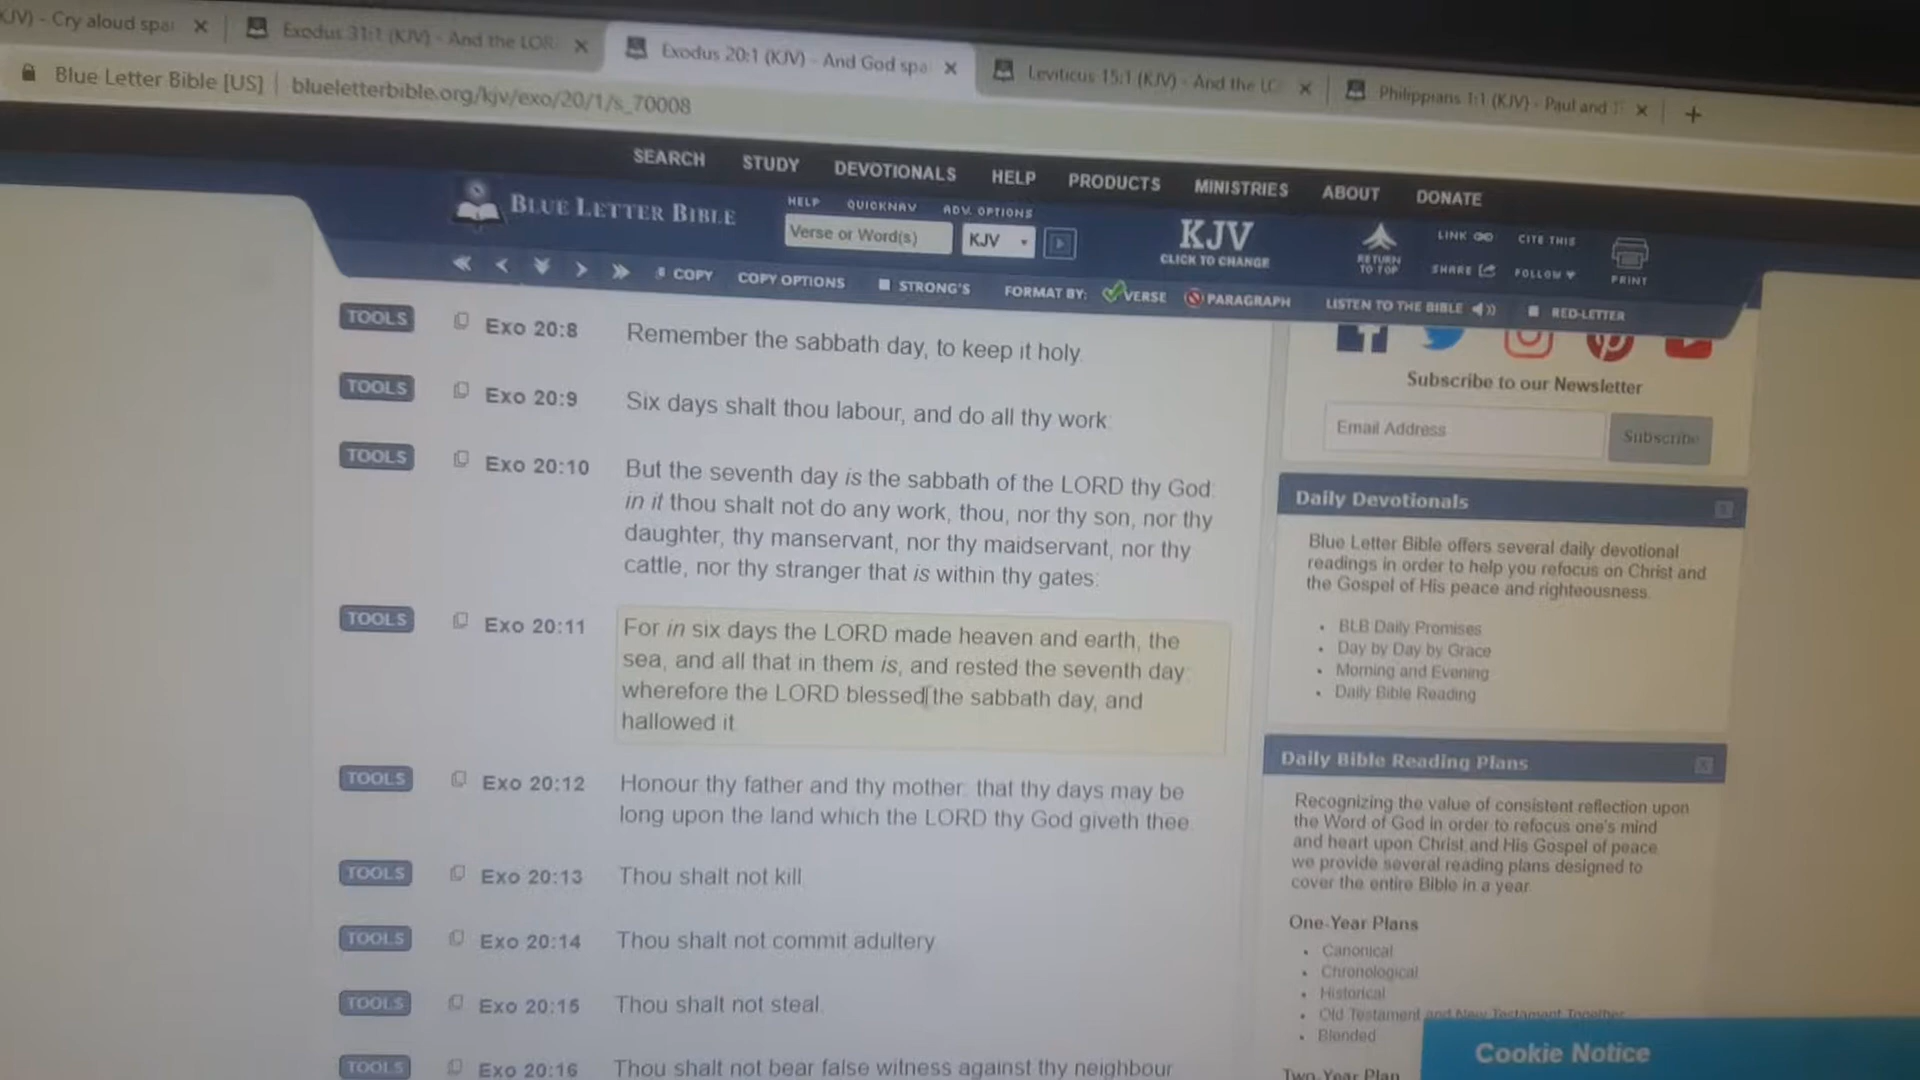 KJV) - Cry aloud spa
Exodus 31:1 (KJV) - And the LOR
Exodus 20:1 (KJV) - And God spa
Leviticus 15:1 (KJV) - And the LO
Philippians 1:1 (KJV) - Paul and T
Blue Letter Bible [US] | blueletterbible.org/kjv/exo/20/1/s_70008
SEARCH STUDY DEVOTIONALS HELP PRODUCTS MINISTRIES ABOUT DONATE
BLUE LETTER BIBLE
HELP QUICKNAV ADV. OPTIONS
Verse or Word(s) KJV
KJV
CLICK TO CHANGE
RETURN TO TOP
LINK CITE THIS
SHARE FOLLOW
PRINT
COPY COPY OPTIONS STRONG'S FORMAT BY: VERSE PARAGRAPH LISTEN TO THE BIBLE RED-LETTER
TOOLS Exo 20:8 Remember the sabbath day, to keep it holy.
TOOLS Exo 20:9 Six days shalt thou labour, and do all thy work:
TOOLS Exo 20:10 But the seventh day is the sabbath of the LORD thy God:
in it thou shalt not do any work, thou, nor thy son, nor thy
daughter, thy manservant, nor thy maidservant, nor thy
cattle, nor thy stranger that is within thy gates:
TOOLS Exo 20:11 For in six days the LORD made heaven and earth, the
sea, and all that in them is, and rested the seventh day:
wherefore the LORD blessed the sabbath day, and
hallowed it.
TOOLS Exo 20:12 Honour thy father and thy mother: that thy days may be
long upon the land which the LORD thy God giveth thee.
TOOLS Exo 20:13 Thou shalt not kill.
TOOLS Exo 20:14 Thou shalt not commit adultery.
TOOLS Exo 20:15 Thou shalt not steal.
TOOLS Exo 20:16 Thou shalt not bear false witness against thy neighbour.
Subscribe to our Newsletter
Email Address Subscribe
Daily Devotionals
Blue Letter Bible offers several daily devotional
readings in order to help you refocus on Christ and
the Gospel of His peace and righteousness.
BLB Daily Promises
Day by Day by Grace
Morning and Evening
Daily Bible Reading
Daily Bible Reading Plans
Recognizing the value of consistent reflection upon
the Word of God in order to refocus one's mind
and heart upon Christ and His Gospel of peace
we provide several reading plans designed to
cover the entire Bible in a year.
One-Year Plans
Canonical
Chronological
Historical
Old Testament and New Testament Together
Blended
Two-Year Plan
Cookie Notice